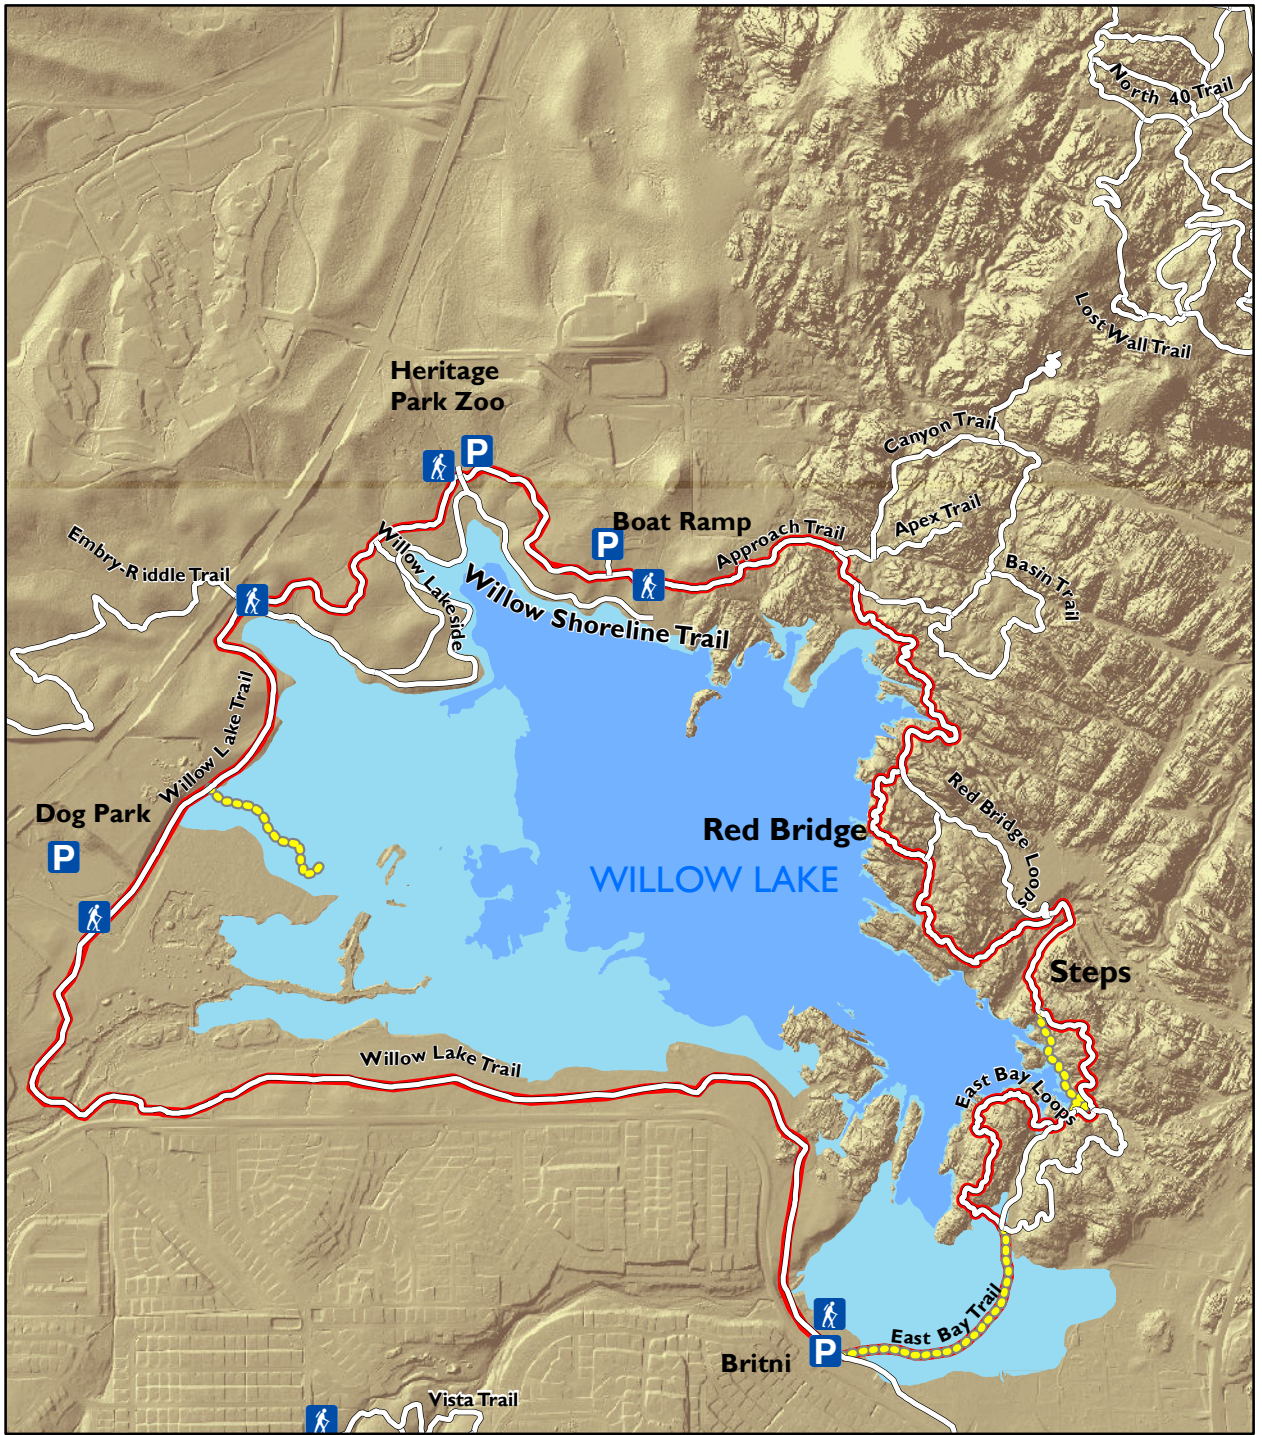 North 40 Trail
Lost Wall Trail
Heritage
Park Zoo
P
Canyon Trail
Apex Trail
Boat Ramp
P
Approach Trail
Embry-Riddle Trail
Willow Lakeside
Willow Shoreline Trail
Basin Trail
Willow Lake Trail
Dog Park
P
Red Bridge
Red Bridge Loops
WILLOW LAKE
Steps
Willow Lake Trail
East Bay Loops
East Bay Trail
Britni
P
Vista Trail